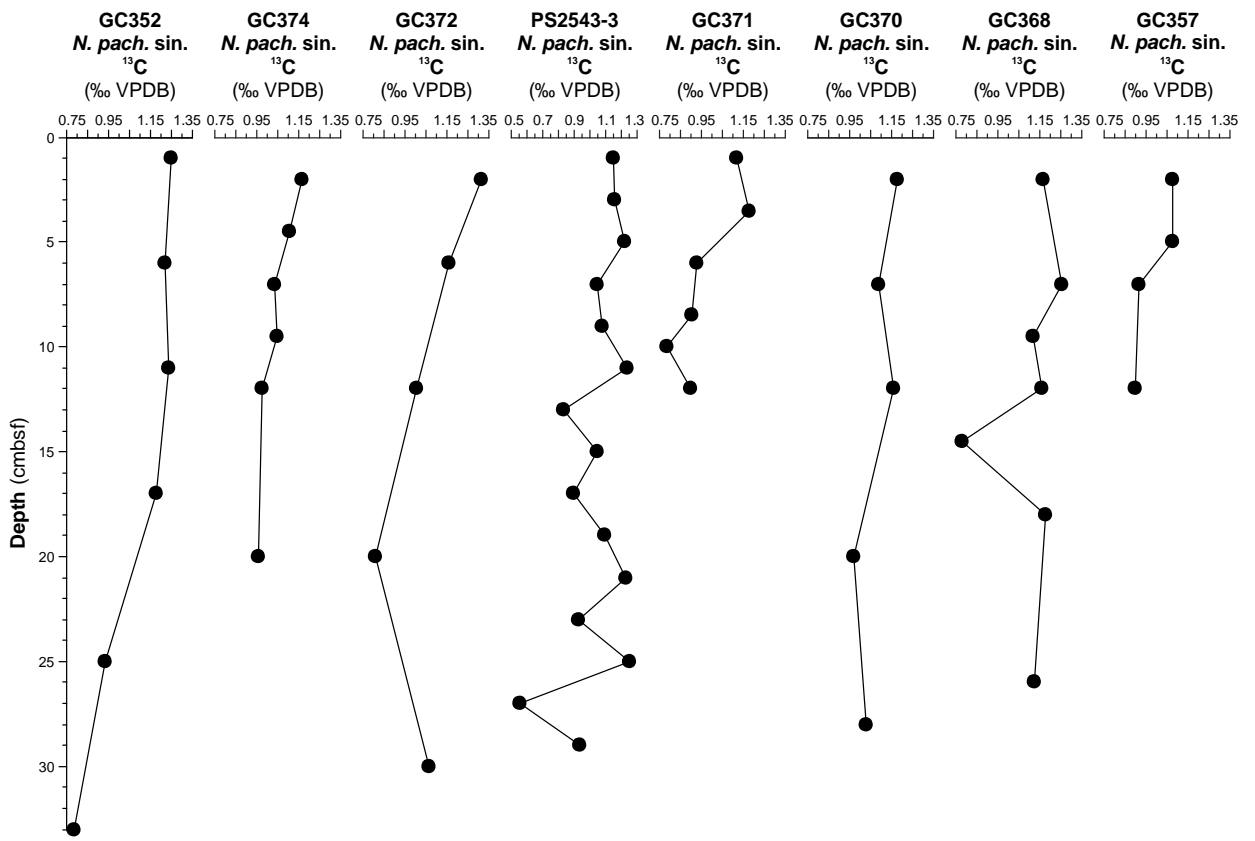 GC352 GC374 GC372 PS2543-3 GC371 GC370 GC368 GC357
N. pach. sin. N. pach. sin. N. pach. sin. N. pach. sin. N. pach. sin. N. pach. sin. N. pach. sin. N. pach. sin.
¹³C ¹³C ¹³C ¹³C ¹³C ¹³C ¹³C ¹³C
(‰ VPDB) (‰ VPDB) (‰ VPDB) (‰ VPDB) (‰ VPDB) (‰ VPDB) (‰ VPDB) (‰ VPDB)
0.75 0.95 1.15 1.35 0.75 0.95 1.15 1.35 0.75 0.95 1.15 1.35 0.5 0.7 0.9 1.1 1.3 0.75 0.95 1.15 1.35 0.75 0.95 1.15 1.35 0.75 0.95 1.15 1.35 0.75 0.95 1.15 1.35
0
5
10
15
20
25
30
Depth (cmbsf)